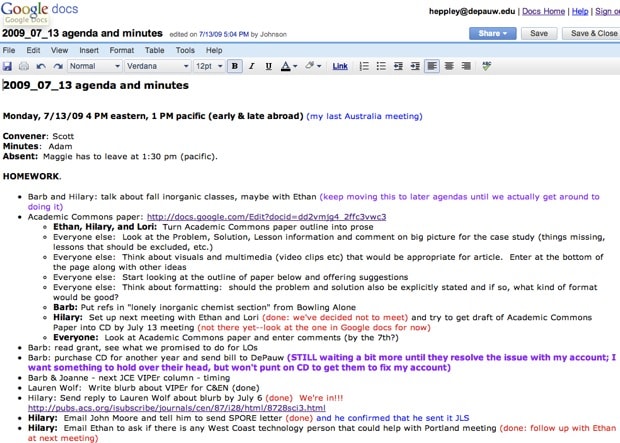 Google docs
Google Docs
heppley@depauw.edu | Docs Home | Help | Sign o
2009_07_13 agenda and minutes edited on 7/13/09 5:04 PM by Johnson
Share Save Save & Close
File Edit View Insert Format Table Tools Help
Normal Verdana 12pt B I U A Link
2009_07_13 agenda and minutes
Monday, 7/13/09 4 PM eastern, 1 PM pacific (early & late abroad) (my last Australia meeting)
Convener: Scott
Minutes: Adam
Absent: Maggie has to leave at 1:30 pm (pacific).
HOMEWORK.
Barb and Hilary: talk about fall inorganic classes, maybe with Ethan (keep moving this to later agendas until we actually get around to
doing it)
Academic Commons paper: http://docs.google.com/Edit?docid=dd2vmjg4_2ffc3vwc3
Ethan, Hilary, and Lori: Turn Academic Commons paper outline into prose
Everyone else: Look at the Problem, Solution, Lesson information and comment on big picture for the case study (things missing,
lessons that should be excluded, etc.)
Everyone else: Think about visuals and multimedia (video clips etc) that would be appropriate for article. Enter at the bottom of
the page along with other ideas
Everyone else: Start looking at the outline of paper below and offering suggestions
Everyone else: Think about formatting: should the problem and solution also be explicitly stated and if so, what kind of format
would be good?
Barb: Put refs in "lonely inorganic chemist section" from Bowling Alone
Hilary: Set up next meeting with Ethan and Lori (done: we've decided not to meet) and try to get draft of Academic Commons
Paper into CD by July 13 meeting (not there yet--look at the one in Google docs for now)
Everyone: Look at Academic Commons paper and enter comments (by the 7th?)
Barb: read grant, see what we promised to do for LOs
Barb: purchase CD for another year and send bill to DePauw (STILL waiting a bit more until they resolve the issue with my account; I
want something to hold over their head, but won't punt on CD to get them to fix my account)
Barb & Joanne - next JCE VIPEr column - timing
Lauren Wolf: Write blurb about VIPEr for C&EN (done)
Hilary: Send reply to Lauren Wolf about blurb by July 6 (done) We're in!!!
http://pubs.acs.org/isubscribe/journals/cen/87/i28/html/8728sci3.html
Hilary: Email John Moore and tell him to send SPORE letter (done) and he confirmed that he sent it JLS
Hilary: Email Ethan to ask if there is any West Coast technology person that could help with Portland meeting (done: follow up with Ethan
at next meeting)